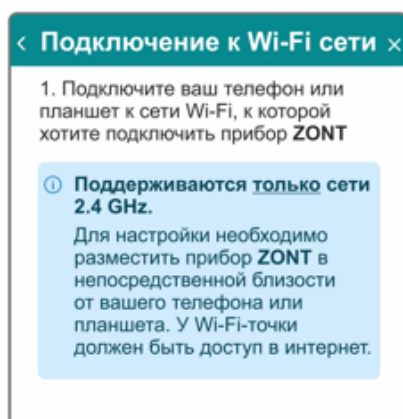 Подключение к Wi-Fi сети
1. Подключите ваш телефон или
планшет к сети Wi-Fi, к которой
хотите подключить прибор ZONT
Поддерживаются только сети
2.4 GHz.
Для настройки необходимо
разместить прибор ZONT в
непосредственной близости
от вашего телефона или
планшета. У Wi-Fi-точки
должен быть доступ в интернет.